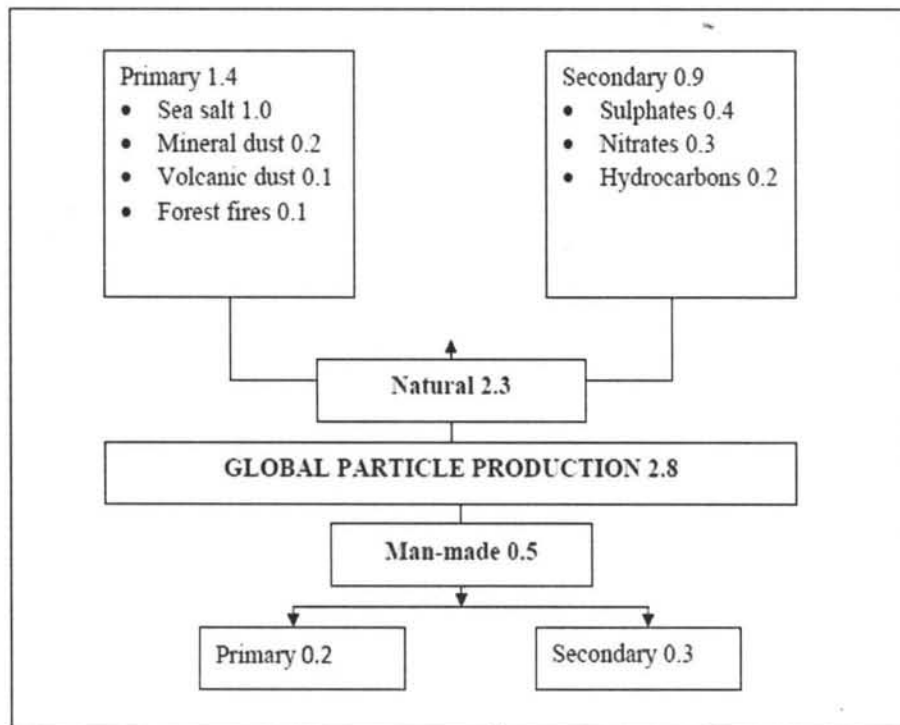 Primary 1.4
• Sea salt 1.0
• Mineral dust 0.2
• Volcanic dust 0.1
• Forest fires 0.1
Secondary 0.9
• Sulphates 0.4
• Nitrates 0.3
• Hydrocarbons 0.2
Natural 2.3
GLOBAL PARTICLE PRODUCTION 2.8
Man-made 0.5
Primary 0.2
Secondary 0.3